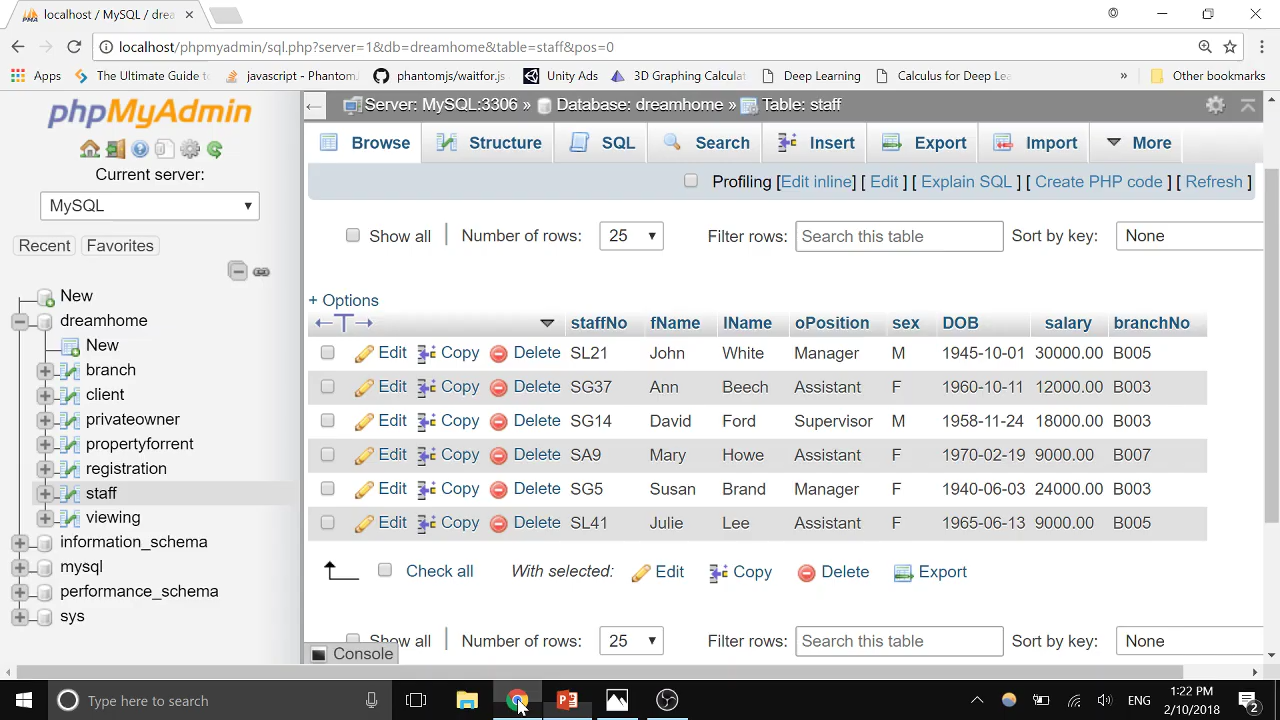 localhost / MySQL / drea
localhost/phpmyadmin/sql.php?server=1&db=dreamhome&table=staff&pos=0
Apps The Ultimate Guide to javascript - Phantom. phantomjs/waitfor.js Unity Ads 3D Graphing Calculat Deep Learning Calculus for Deep Lea » Other bookmarks
phpMyAdmin
Current server:
MySQL
Recent Favorites
New
dreamhome
New
branch
client
privateowner
propertyforrent
registration
staff
viewing
information_schema
mysql
performance_schema
sys
Server: MySQL:3306 » Database: dreamhome » Table: staff
Browse Structure SQL Search Insert Export Import More
Profiling [Edit inline] [ Edit ] [ Explain SQL ] [ Create PHP code ] [ Refresh ]
Show all Number of rows: 25 Filter rows: Search this table Sort by key: None
+ Options
staffNo fName lName oPosition sex DOB salary branchNo
Edit Copy Delete SL21 John White Manager M 1945-10-01 30000.00 B005
Edit Copy Delete SG37 Ann Beech Assistant F 1960-10-11 12000.00 B003
Edit Copy Delete SG14 David Ford Supervisor M 1958-11-24 18000.00 B003
Edit Copy Delete SA9 Mary Howe Assistant F 1970-02-19 9000.00 B007
Edit Copy Delete SG5 Susan Brand Manager F 1940-06-03 24000.00 B003
Edit Copy Delete SL41 Julie Lee Assistant F 1965-06-13 9000.00 B005
Check all With selected: Edit Copy Delete Export
Show all Number of rows: 25 Filter rows: Search this table Sort by key: None
Console
Type here to search
ENG
1:22 PM
2/10/2018
2